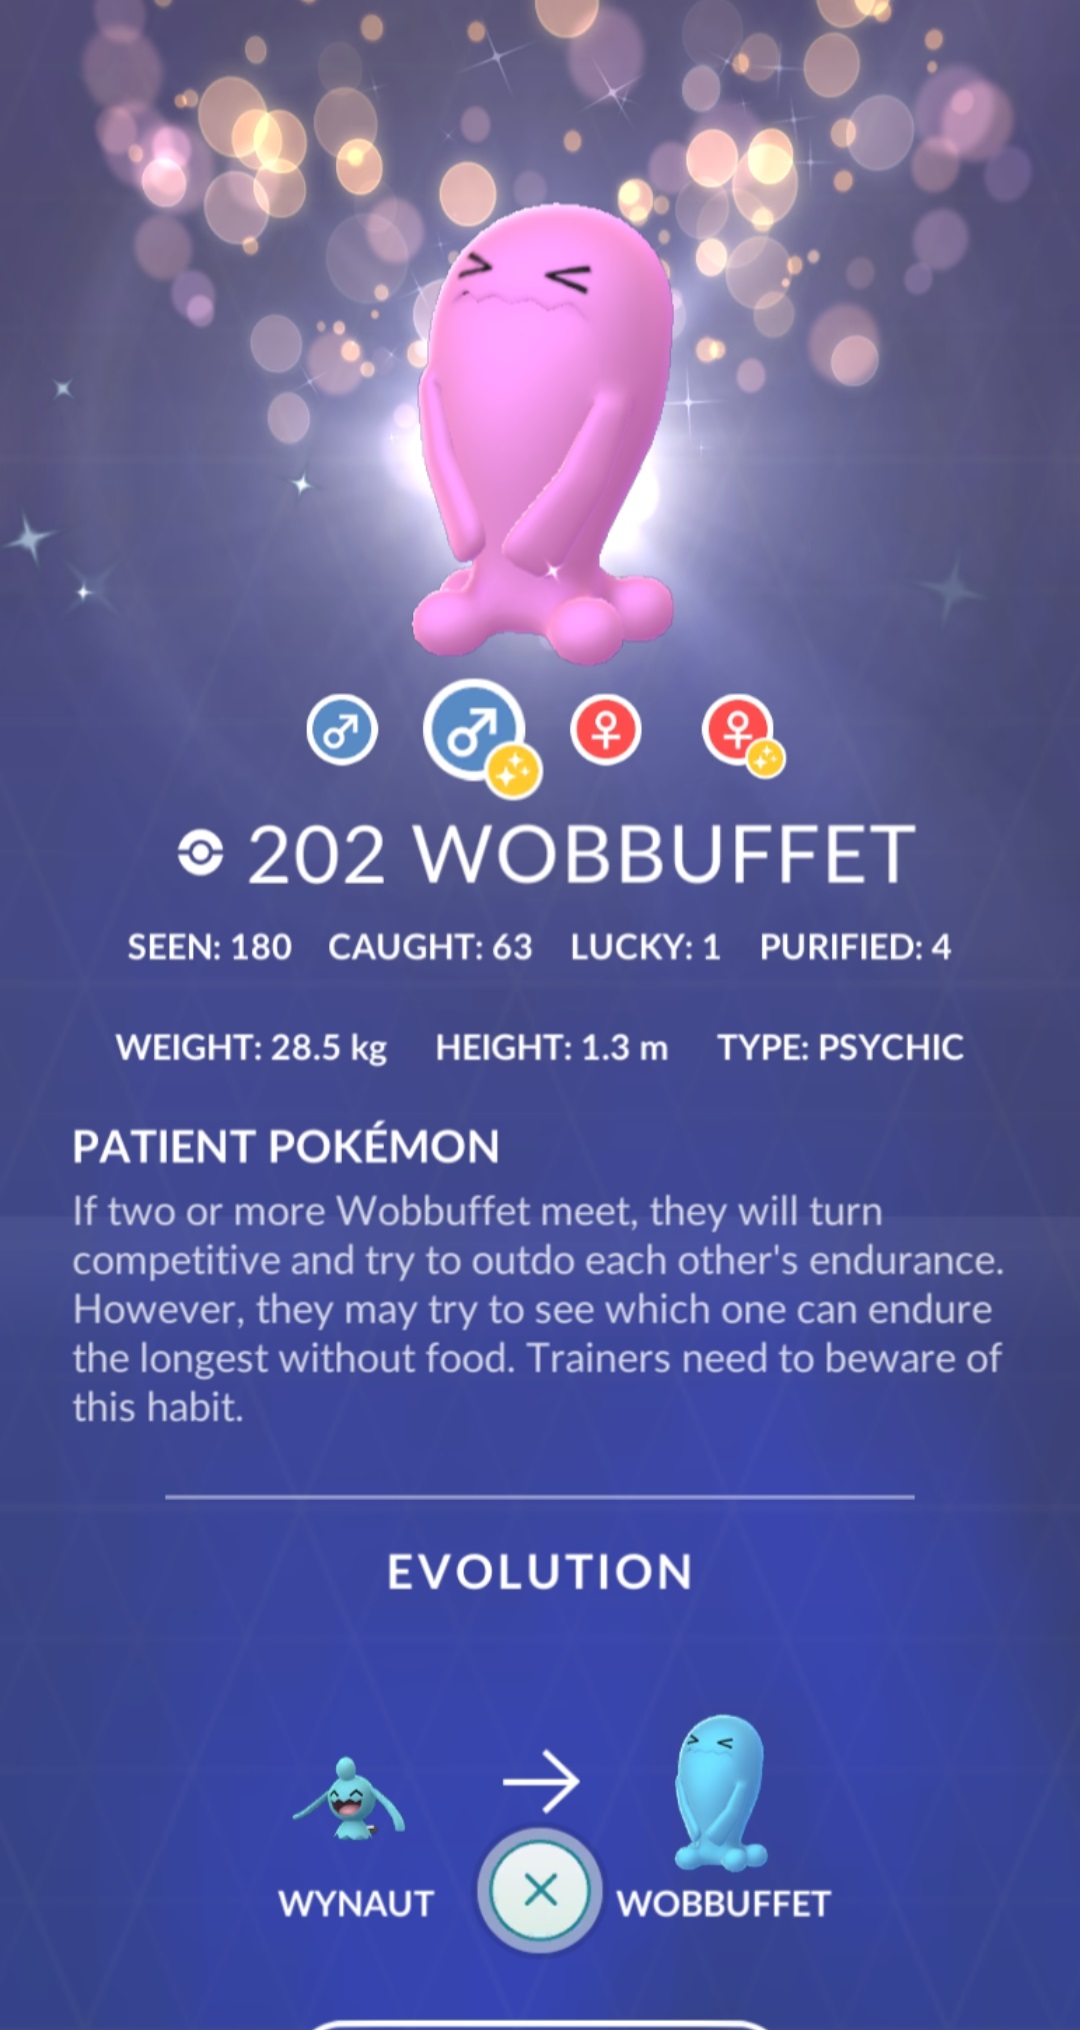 202 WOBBUFFET
SEEN: 180 CAUGHT: 63 LUCKY: 1 PURIFIED: 4
WEIGHT: 28.5 kg HEIGHT: 1.3 m TYPE: PSYCHIC
PATIENT POKÉMON
If two or more Wobbuffet meet, they will turn
competitive and try to outdo each other's endurance.
However, they may try to see which one can endure
the longest without food. Trainers need to beware of
this habit.
EVOLUTION
WYNAUT WOBBUFFET